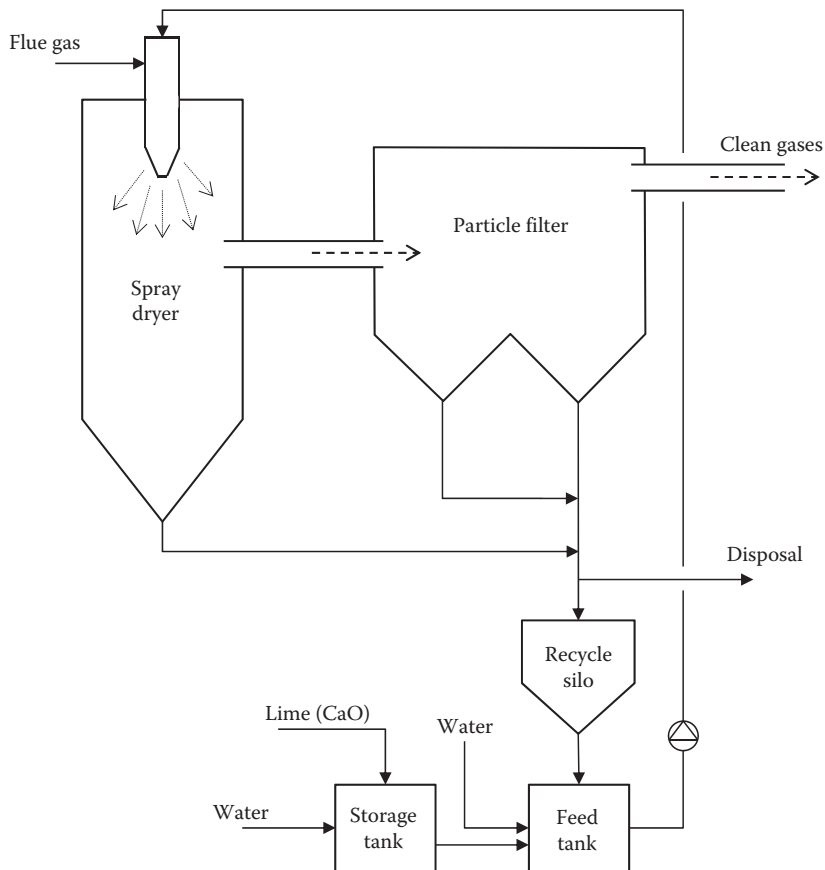 Flue gas
Clean gases
Particle filter
Spray
dryer
Disposal
Recycle
silo
Lime (CaO)
Water
Water
Storage
tank
Feed
tank